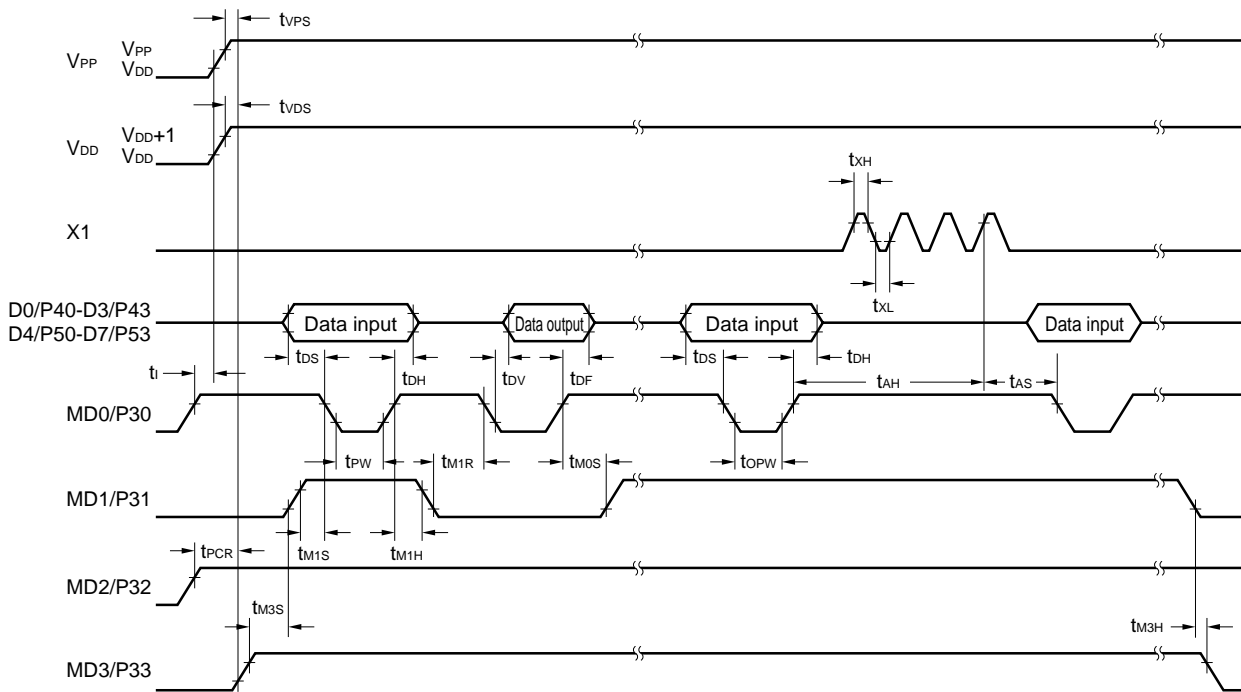 tVPS
VPP
VPP
VDD
tVDS
VDD
VDD+1
VDD
tXH
X1
tXL
D0/P40-D3/P43
D4/P50-D7/P53
Data input
Data output
Data input
Data input
tDS
tDH
tDV
tDF
tDS
tDH
tI
tAH
tAS
MD0/P30
tPW
tM1R
tM0S
tOPW
MD1/P31
tM1S
tM1H
tPCR
MD2/P32
tM3S
tM3H
MD3/P33